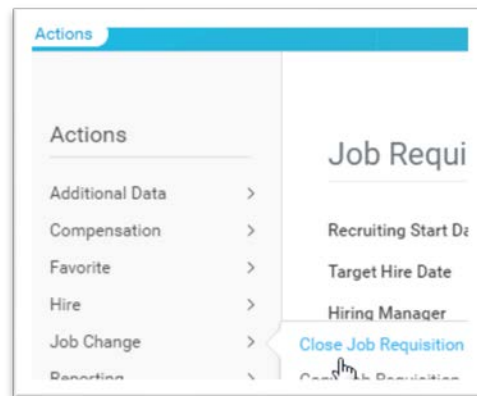 Actions
Actions
Job Requi
Additional Data
Compensation
Recruiting Start Da
Favorite
Target Hire Date
Hire
Hiring Manager
Job Change
Close Job Requisition
Reporting